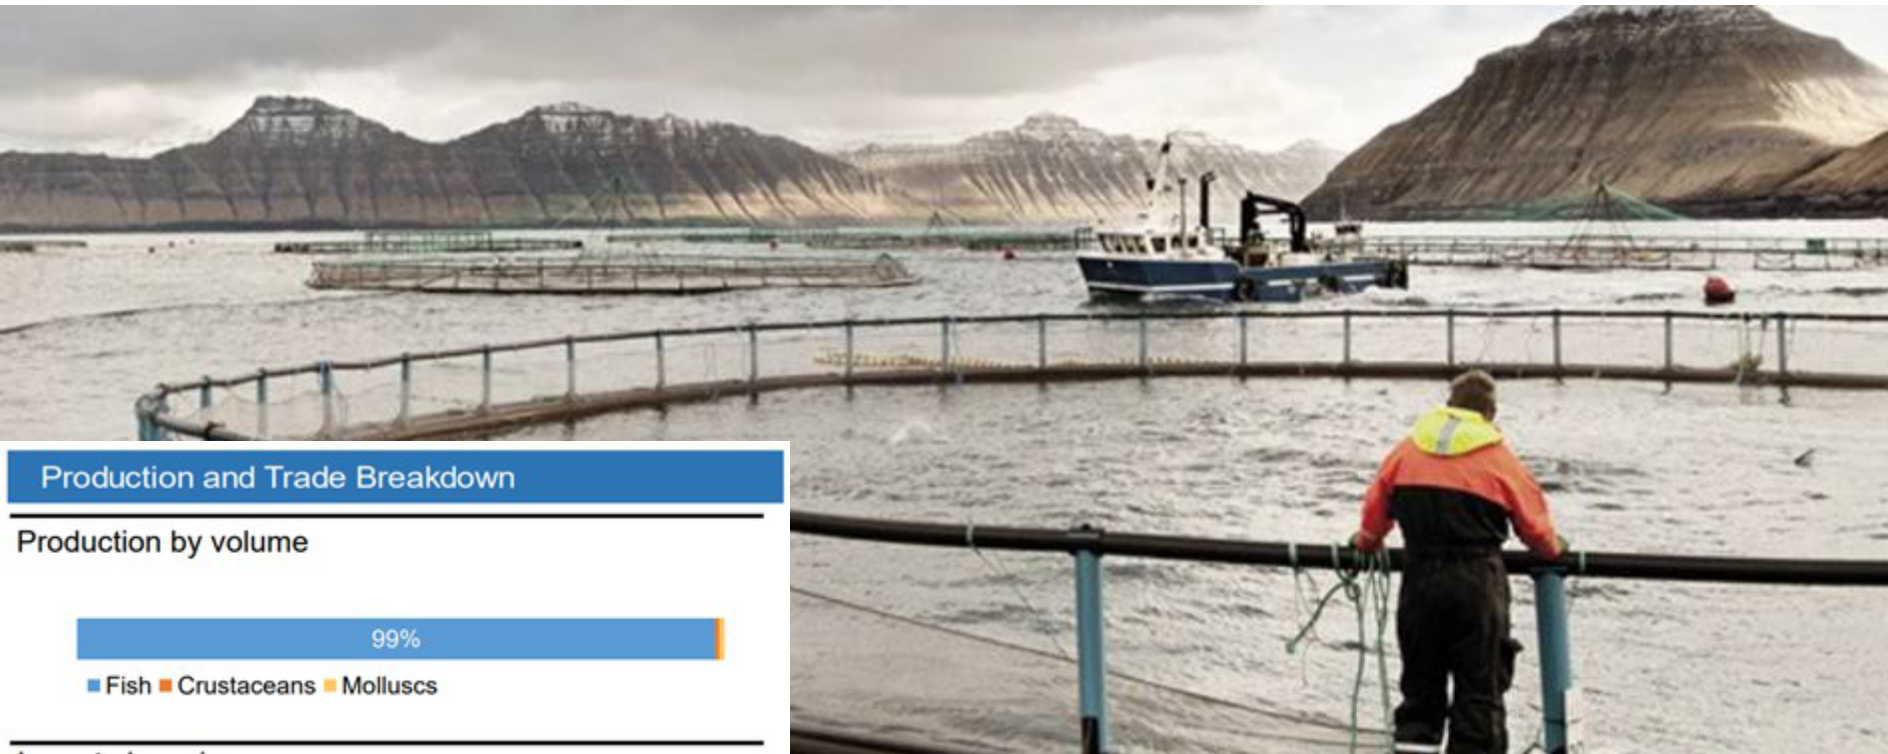 Production and Trade Breakdown
Production by volume
99%
Fish Crustaceans Molluscs